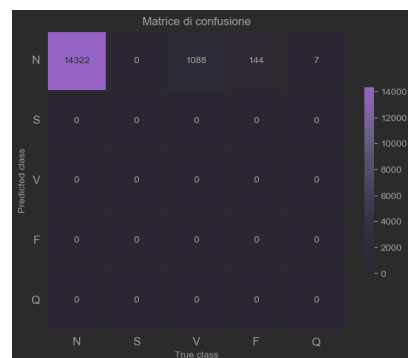 Matrice di confusione
N 14322 0 1088 144 7
S 0 0 0 0 0
V 0 0 0 0 0
F 0 0 0 0 0
Q 0 0 0 0 0
N S V F Q
Predicted class
True class
14000
12000
10000
8000
6000
4000
2000
0